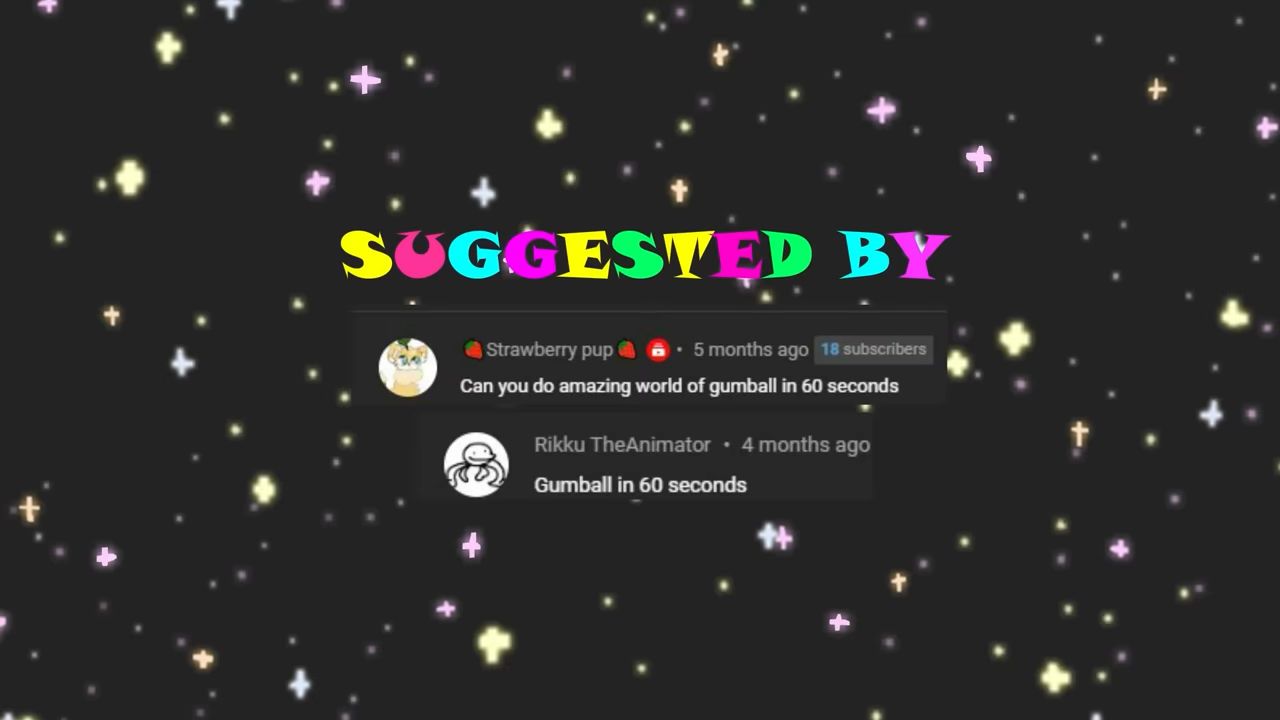 SUGGESTED BY
🍓Strawberry pup🍓 • 5 months ago 18 subscribers
Can you do amazing world of gumball in 60 seconds
Rikku TheAnimator • 4 months ago
Gumball in 60 seconds